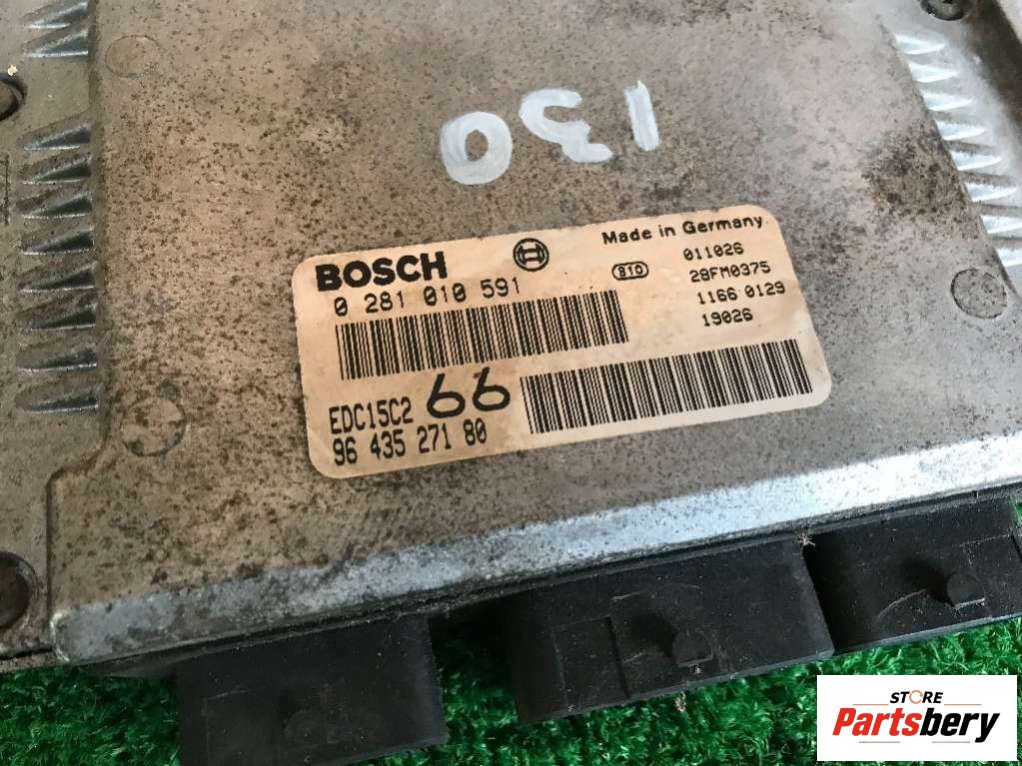 130
BOSCH
0 281 010 591
Made in Germany
810
011026
28FM0375
1166 0129
19026
EDC15C2 66
96 435 271 80
STORE
Partsbery